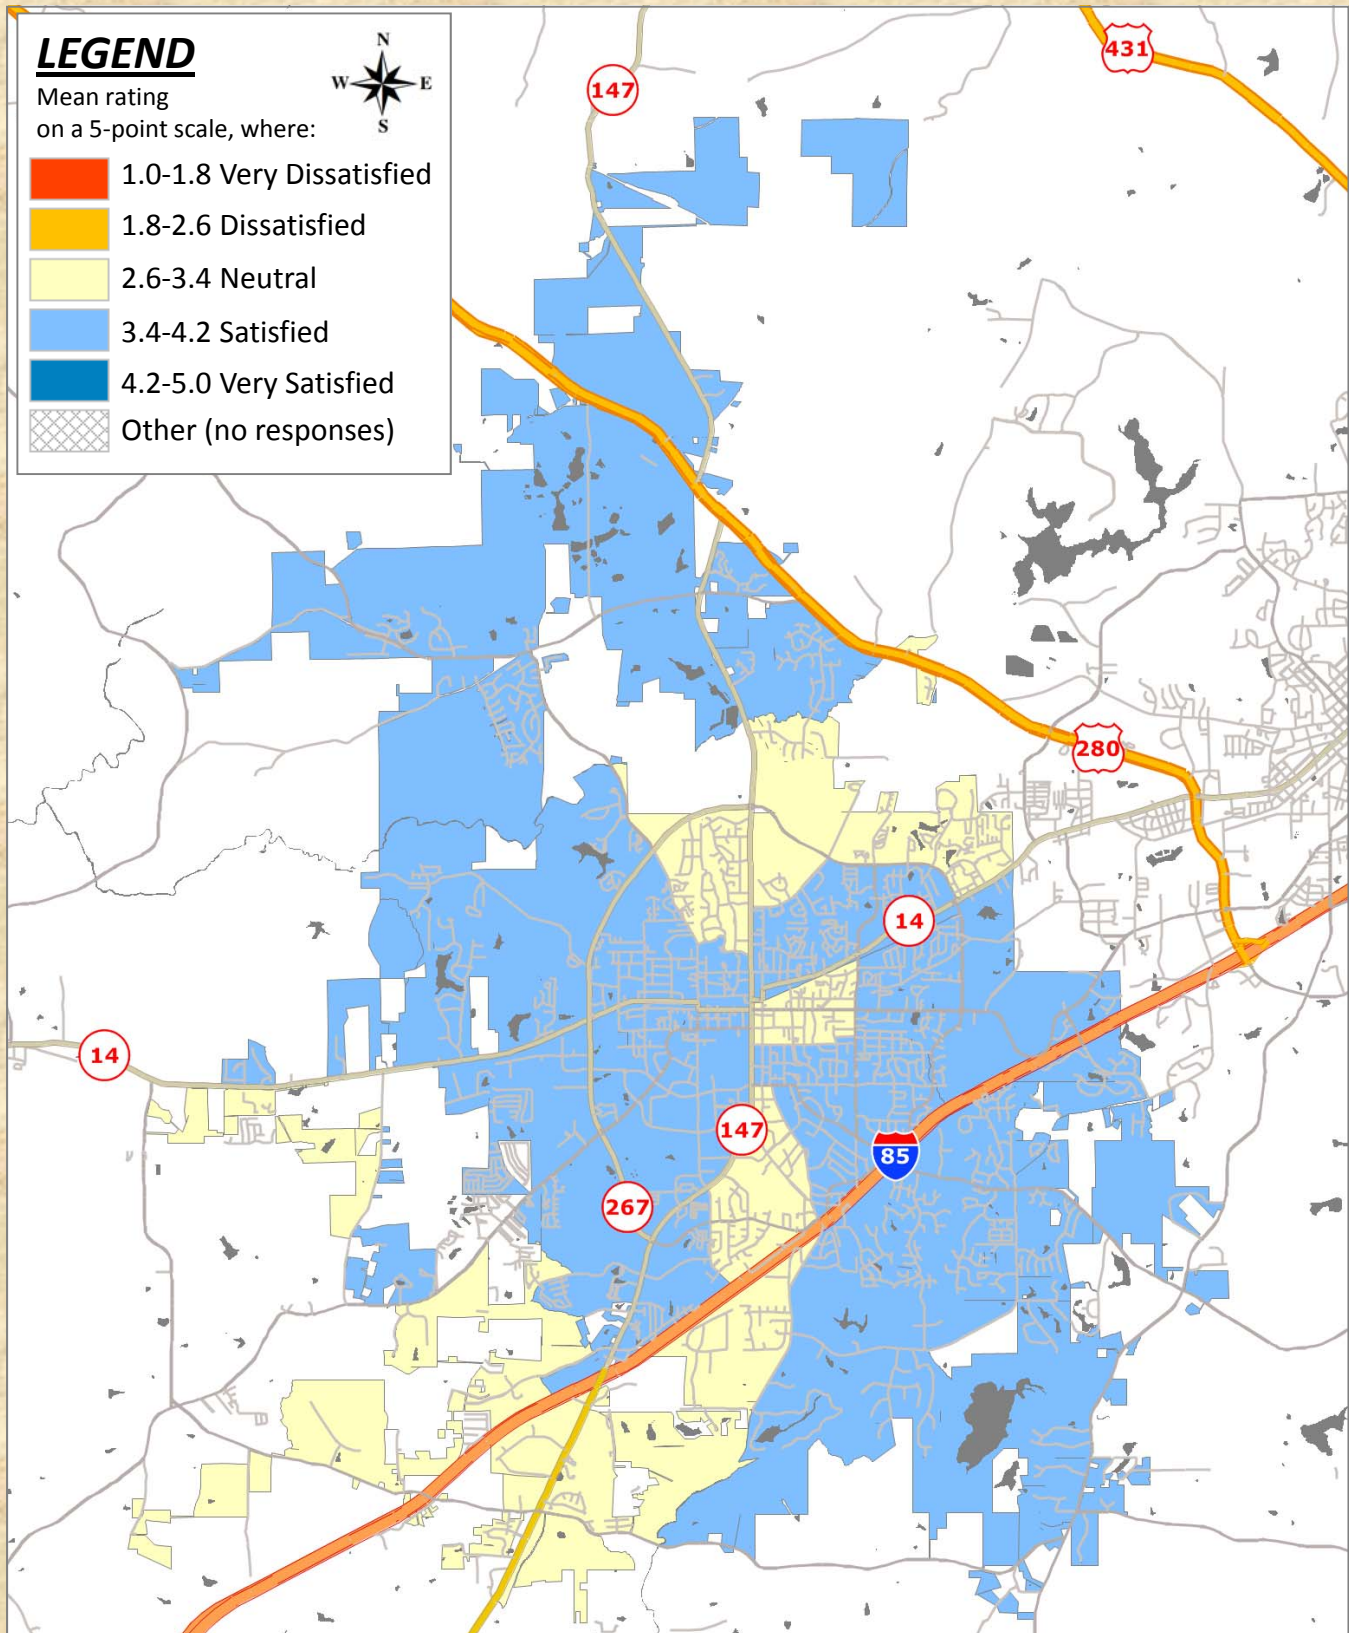 LEGEND
Mean rating
on a 5-point scale, where:
N
W E
S
1.0-1.8 Very Dissatisfied
1.8-2.6 Dissatisfied
2.6-3.4 Neutral
3.4-4.2 Satisfied
4.2-5.0 Very Satisfied
Other (no responses)
431
147
280
14
14
147
85
267